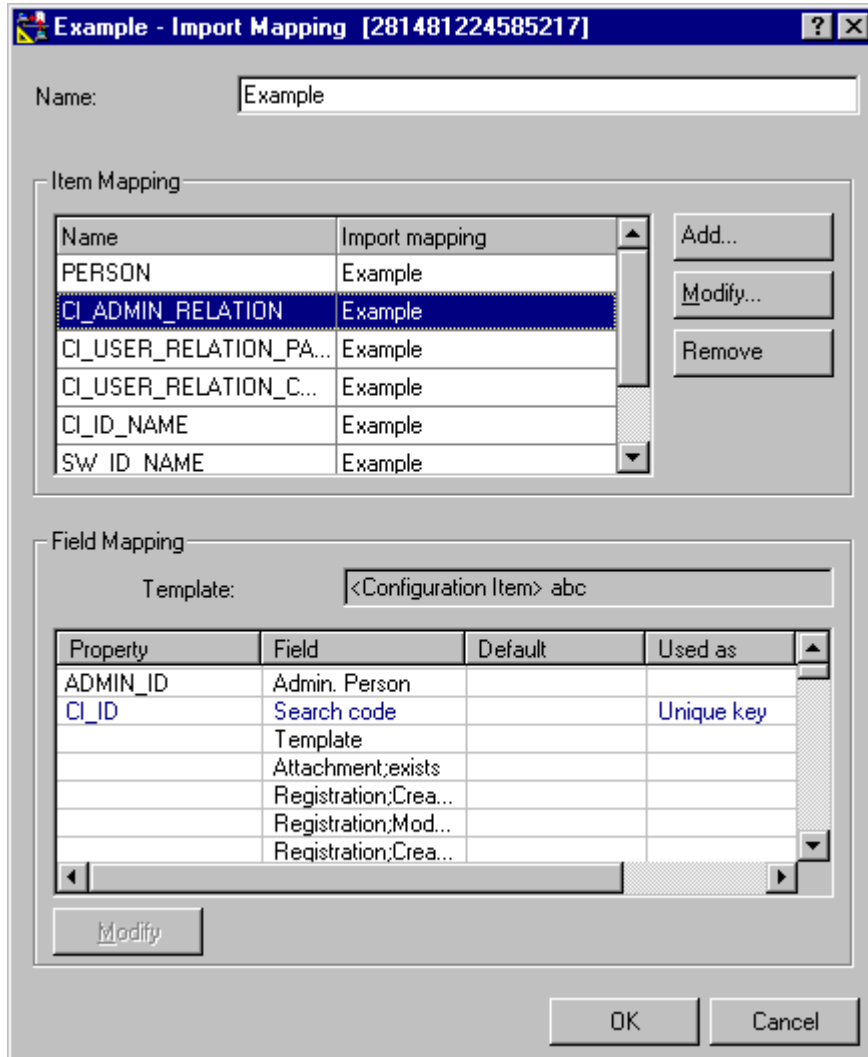 Example - Import Mapping [281481224585217]
Name: Example
Item Mapping
Name Import mapping
PERSON Example
CI_ADMIN_RELATION Example
CI_USER_RELATION_PA... Example
CI_USER_RELATION_C... Example
CI_ID_NAME Example
SW_ID_NAME Example
Add...
Modify...
Remove
Field Mapping
Template: <Configuration Item> abc
Property Field Default Used as
ADMIN_ID Admin. Person
CI_ID Search code Unique key
Template
Attachment;exists
Registration;Crea...
Registration;Mod...
Registration;Crea...
Modify
OK Cancel